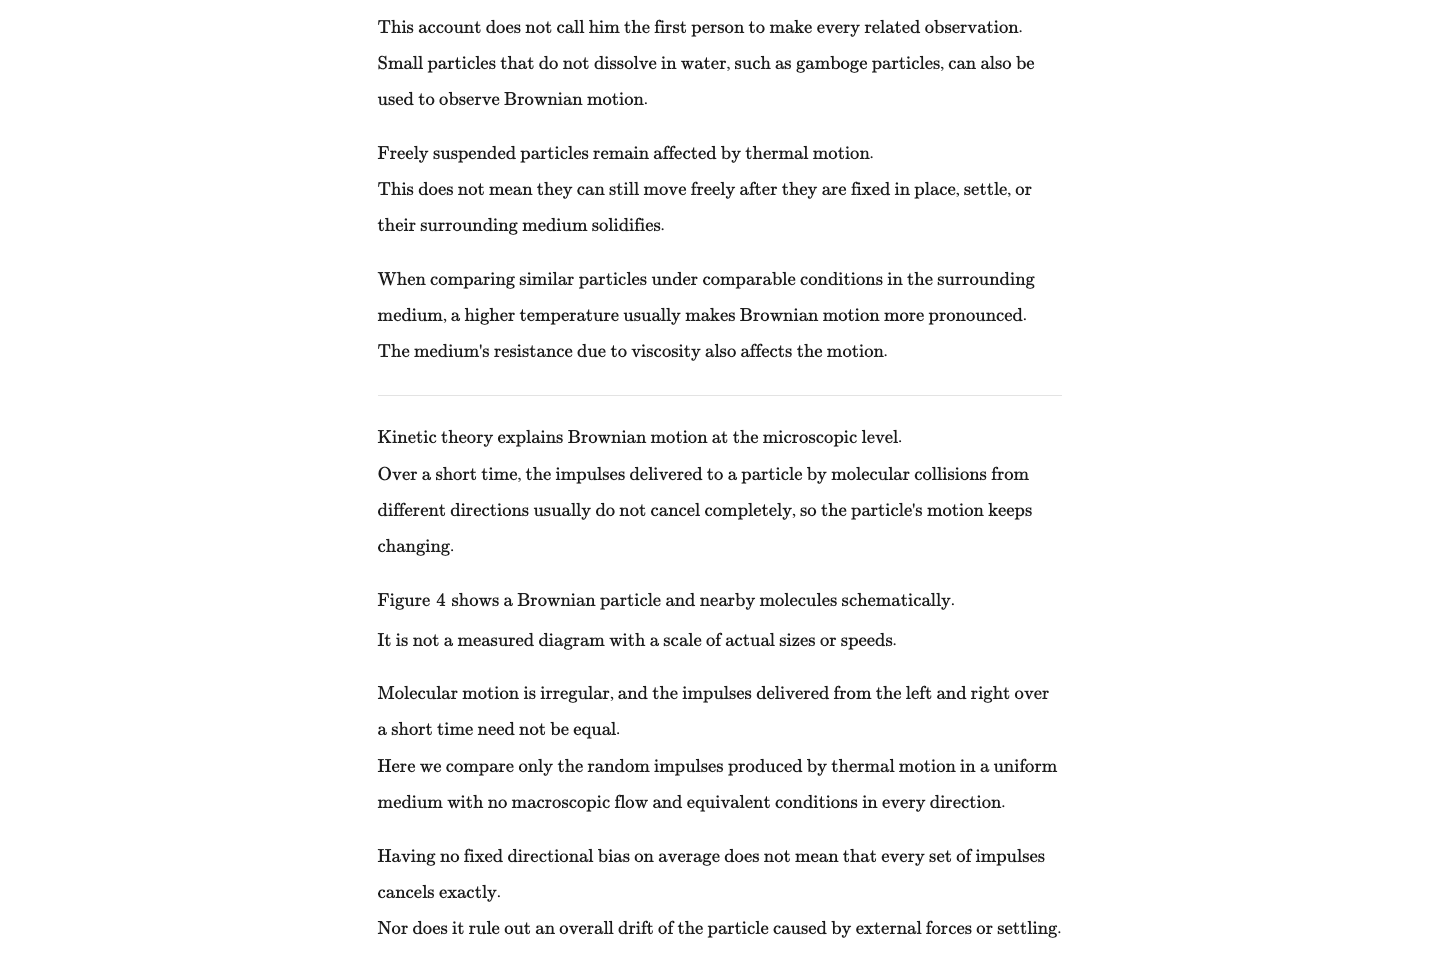 This account does not call him the first person to make every related observation.
Small particles that do not dissolve in water, such as gamboge particles, can also be
used to observe Brownian motion.
Freely suspended particles remain affected by thermal motion.
This does not mean they can still move freely after they are fixed in place, settle, or
their surrounding medium solidifies.
When comparing similar particles under comparable conditions in the surrounding
medium, a higher temperature usually makes Brownian motion more pronounced.
The medium's resistance due to viscosity also affects the motion.
Kinetic theory explains Brownian motion at the microscopic level.
Over a short time, the impulses delivered to a particle by molecular collisions from
different directions usually do not cancel completely, so the particle's motion keeps
changing.
Figure 4 shows a Brownian particle and nearby molecules schematically.
It is not a measured diagram with a scale of actual sizes or speeds.
Molecular motion is irregular, and the impulses delivered from the left and right over
a short time need not be equal.
Here we compare only the random impulses produced by thermal motion in a uniform
medium with no macroscopic flow and equivalent conditions in every direction.
Having no fixed directional bias on average does not mean that every set of impulses
cancels exactly.
Nor does it rule out an overall drift of the particle caused by external forces or settling.